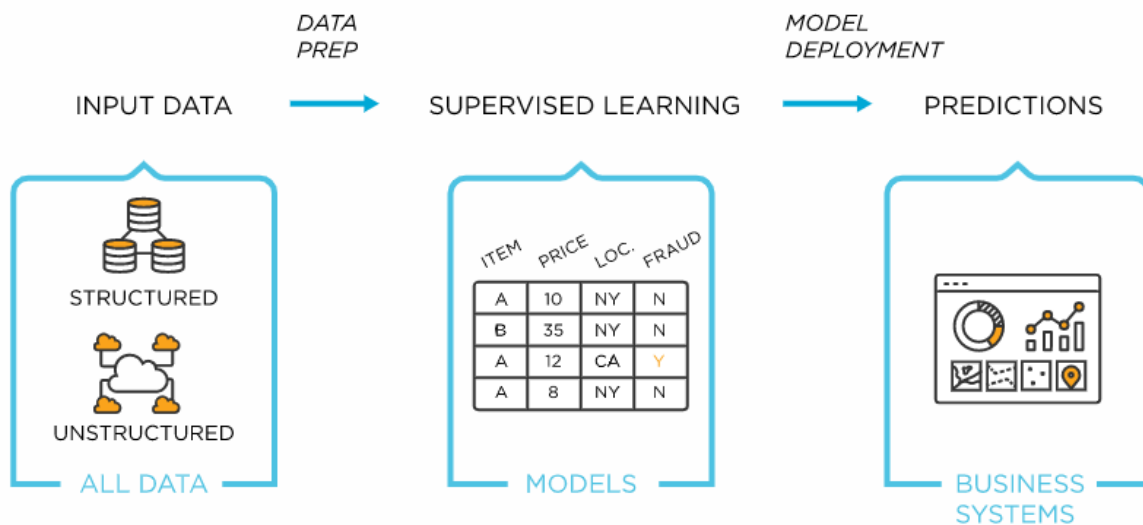 DATA
PREP
MODEL
DEPLOYMENT
INPUT DATA
SUPERVISED LEARNING
PREDICTIONS
STRUCTURED
UNSTRUCTURED
ALL DATA
ITEM PRICE LOC. FRAUD
A 10 NY N
B 35 NY N
A 12 CA Y
A 8 NY N
MODELS
BUSINESS
SYSTEMS